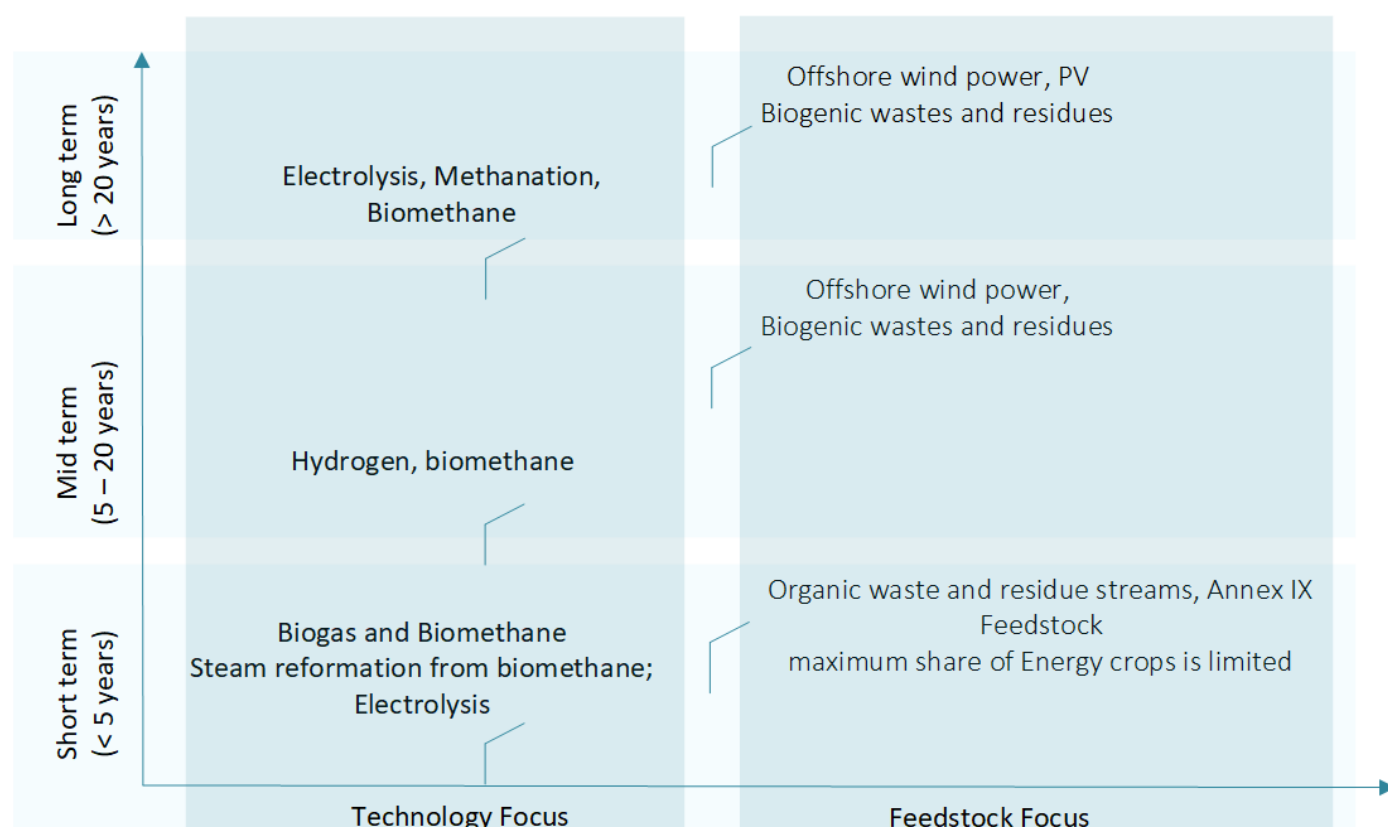 Long term
(> 20 years)
Electrolysis, Methanation,
Biomethane
Offshore wind power, PV
Biogenic wastes and residues
Mid term
(5 – 20 years)
Hydrogen, biomethane
Offshore wind power,
Biogenic wastes and residues
Short term
(< 5 years)
Biogas and Biomethane
Steam reformation from biomethane;
Electrolysis
Organic waste and residue streams, Annex IX
Feedstock
maximum share of Energy crops is limited
Technology Focus
Feedstock Focus